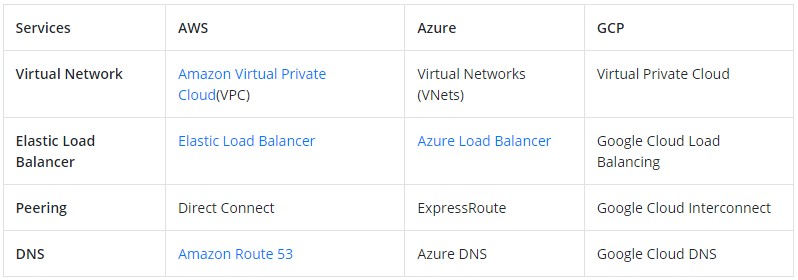 Services AWS Azure GCP
Virtual Network Amazon Virtual Private Virtual Networks Virtual Private Cloud
Cloud(VPC) (VNets)
Elastic Load Elastic Load Balancer Azure Load Balancer Google Cloud Load
Balancer Balancing
Peering Direct Connect ExpressRoute Google Cloud Interconnect
DNS Amazon Route 53 Azure DNS Google Cloud DNS